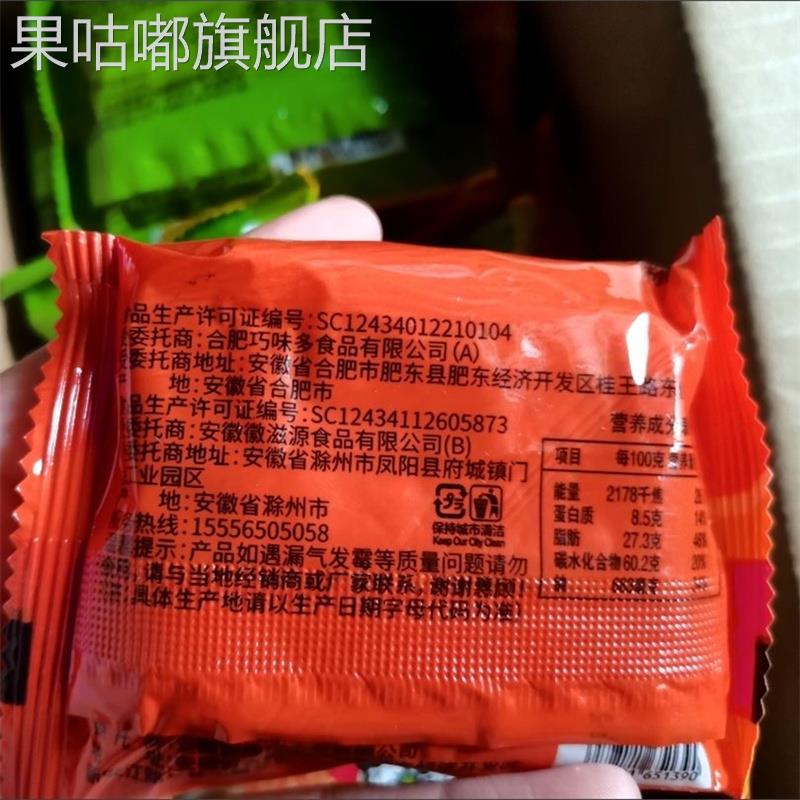 果咕嘟旗舰店
品生产许可证编号:SC12434012210104
委托商:合肥巧味多食品有限公司(A)
委托商地址:安徽省合肥市肥东县肥东经济开发区桂王路东
地:安徽省合肥市
品生产许可证编号:SC12434112605873
委托商:安徽徽滋源食品有限公司(B)
委托商地址:安徽省滁州市凤阳县府城镇门
工业园区
地:安徽省滁州市
热线:15556505058
提示:产品如遇漏气发霉等质量问题请勿
请与当地经销商或厂家联系,谢谢惠顾!
具体生产地请以生产日期字母代码为准!
保持城市清洁
Keep Our City Clean
营养成分
项目 每100克
能量 2178千焦
蛋白质 8.5克
脂肪 27.3克
碳水化合物 60.2克 20%
钠
公司
651390